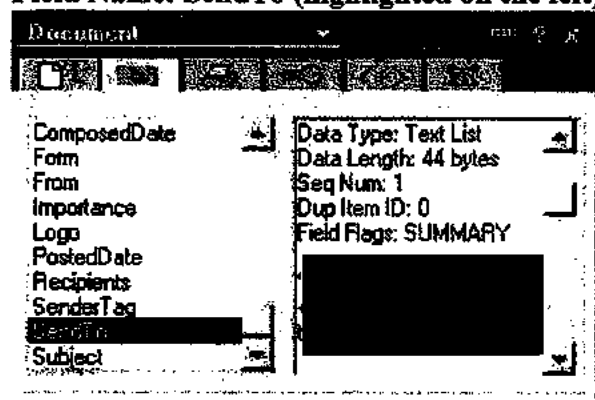 Field Name: SendTo (highlighted on the left)
Document
ComposedDate
Form
From
Importance
Logo
PostedDate
Recipients
SenderTag
SendTo
Subject
Data Type: Text List
Data Length: 44 bytes
Seq Num: 1
Dup Item ID: 0
Field Flags: SUMMARY